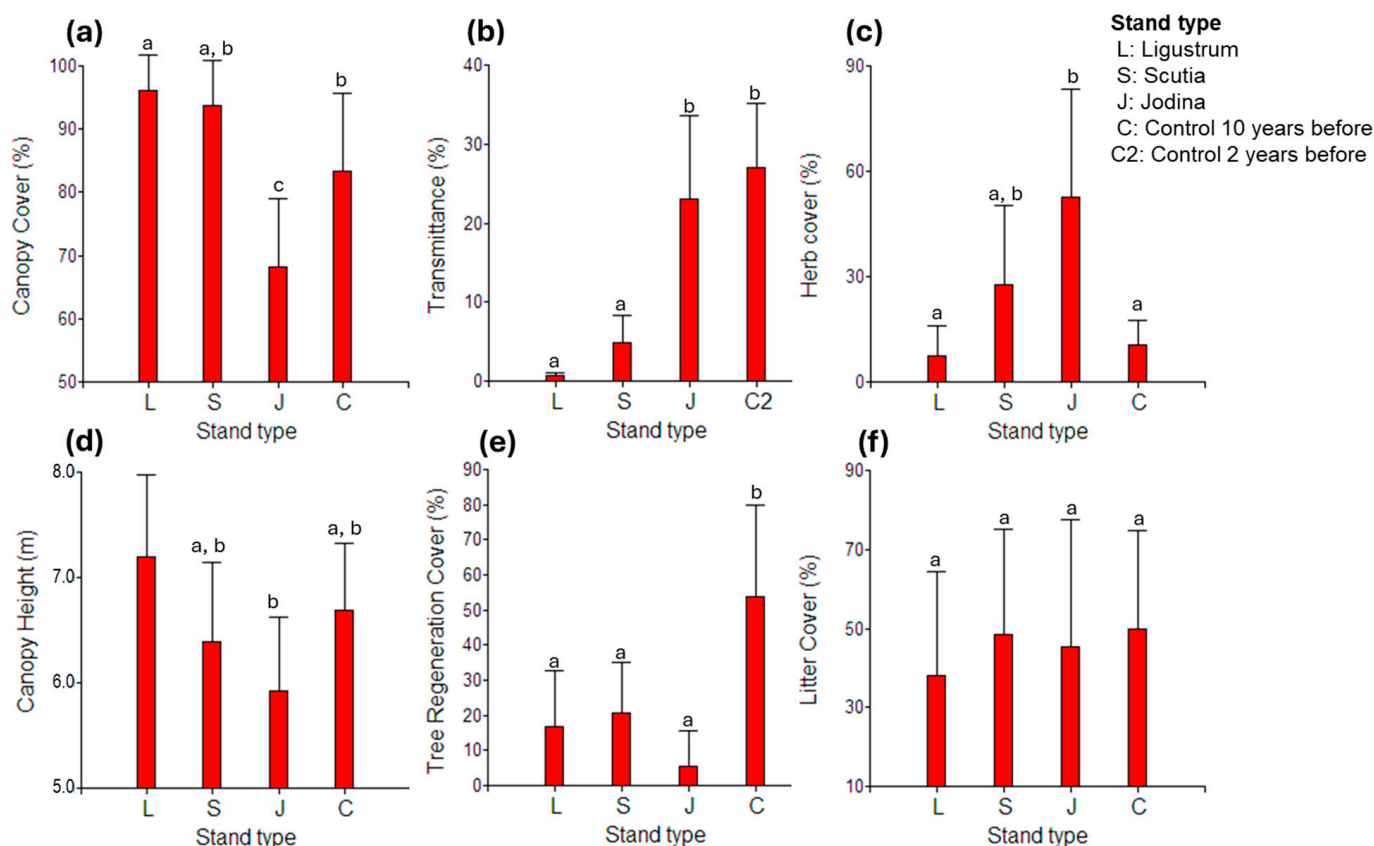 (a)
a
a, b
c
b
100
90
80
70
60
50
Canopy Cover (%)
L S J C
Stand type
(b)
a
a
b
b
40
30
20
10
0
Transmittance (%)
L S J C2
Stand type
(c)
a
a, b
b
a
90
60
30
0
Herb cover (%)
L S J C
Stand type
Stand type
L: Ligustrum
S: Scutia
J: Jodina
C: Control 10 years before
C2: Control 2 years before
(d)
a, b
b
a, b
8.0
7.0
6.0
5.0
Canopy Height (m)
L S J C
Stand type
(e)
a
a
a
b
90
80
70
60
50
40
30
20
10
0
Tree Regeneration Cover (%)
L S J C
Stand type
(f)
a
a
a
a
90
70
50
30
10
Litter Cover (%)
L S J C
Stand type